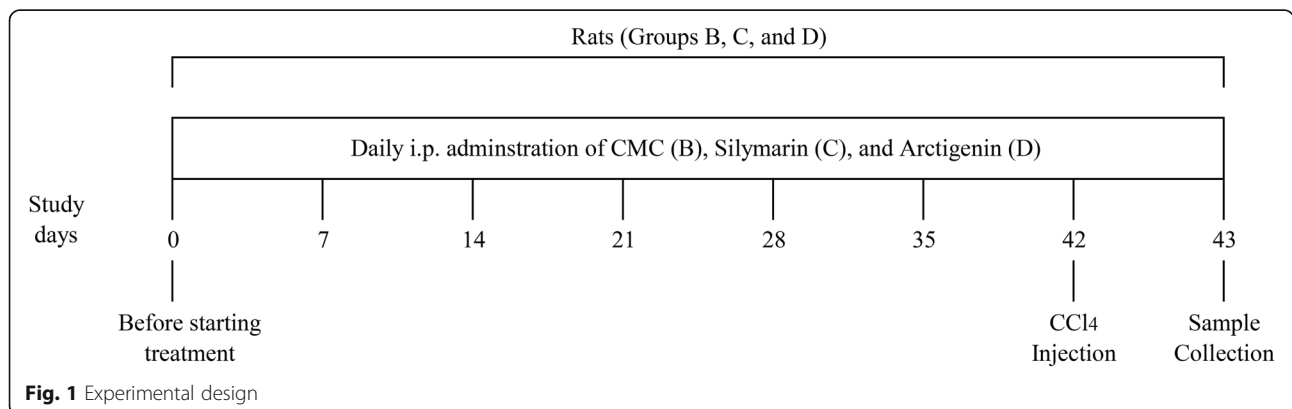 Rats (Groups B, C, and D)
Daily i.p. adminstration of CMC (B), Silymarin (C), and Arctigenin (D)
Study
days
0 7 14 21 28 35 42 43
Before starting
treatment
CCl4
Injection
Sample
Collection
Fig. 1 Experimental design